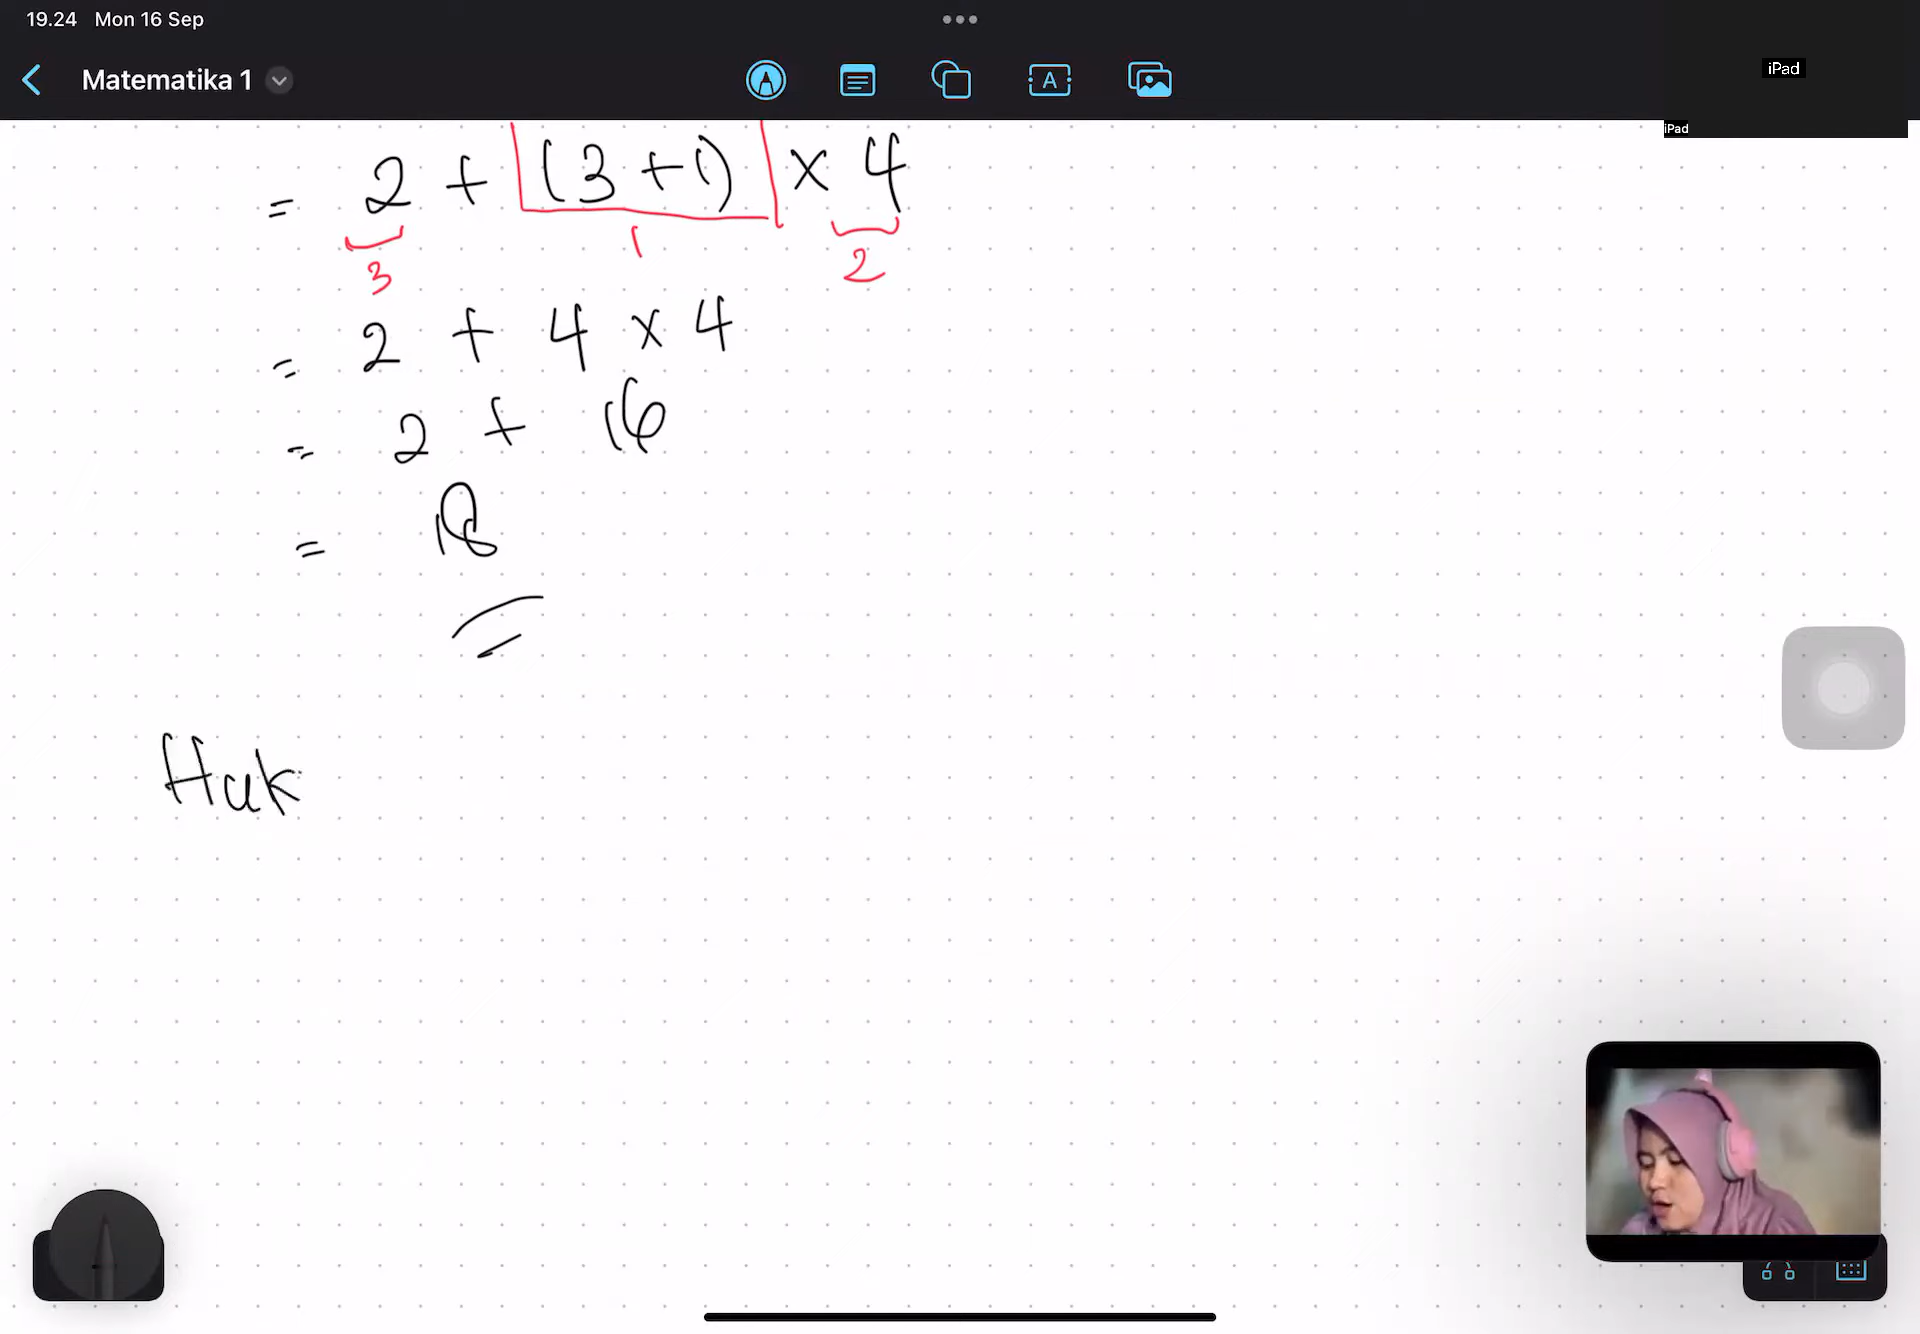 19.24 Mon 16 Sep
Matematika 1
A
iPad
iPad
= 2 + (3 + 1) × 4
3 1 2
= 2 + 4 × 4
= 2 + 16
= 18
Huk